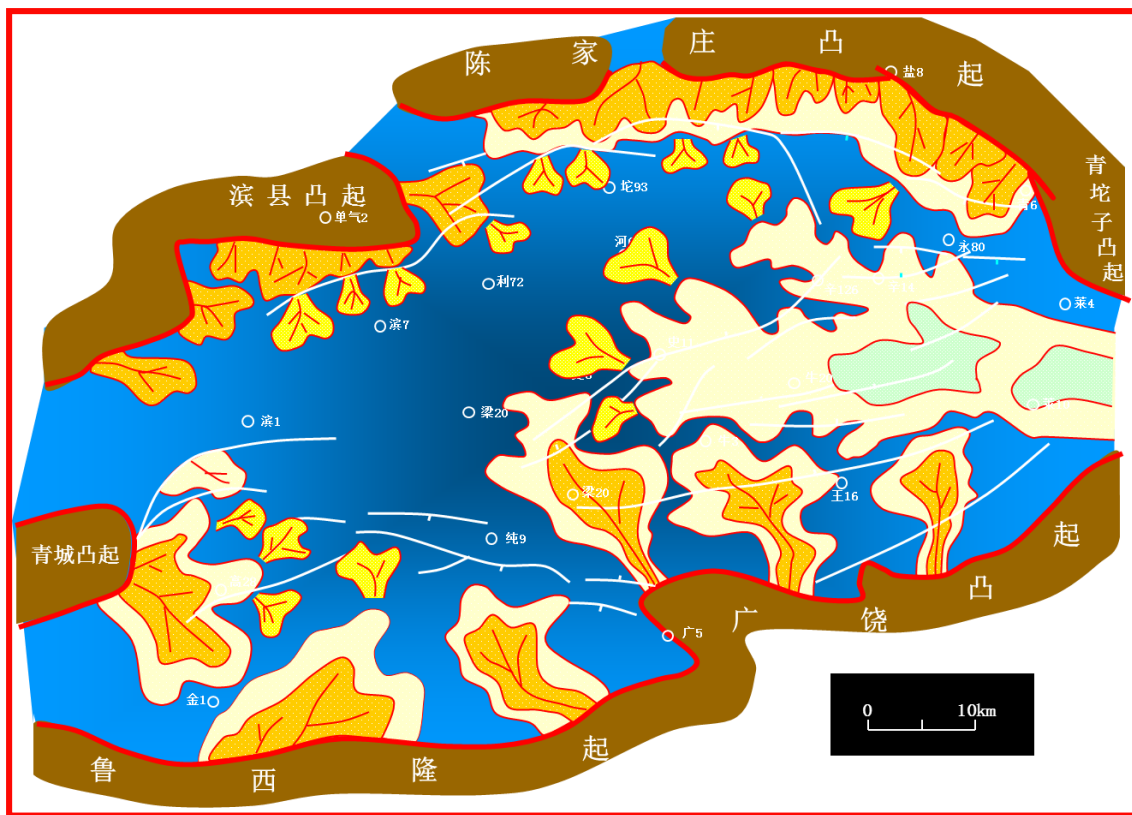 陈家庄凸起
盐8
青坨子凸起
滨县凸起
单气2
坨93
河
永80
利72
莱4
滨7
梁20
滨1
梁20
王16
青城凸起
纯9
广饶凸起
广5
金1
0 10km
鲁西隆起